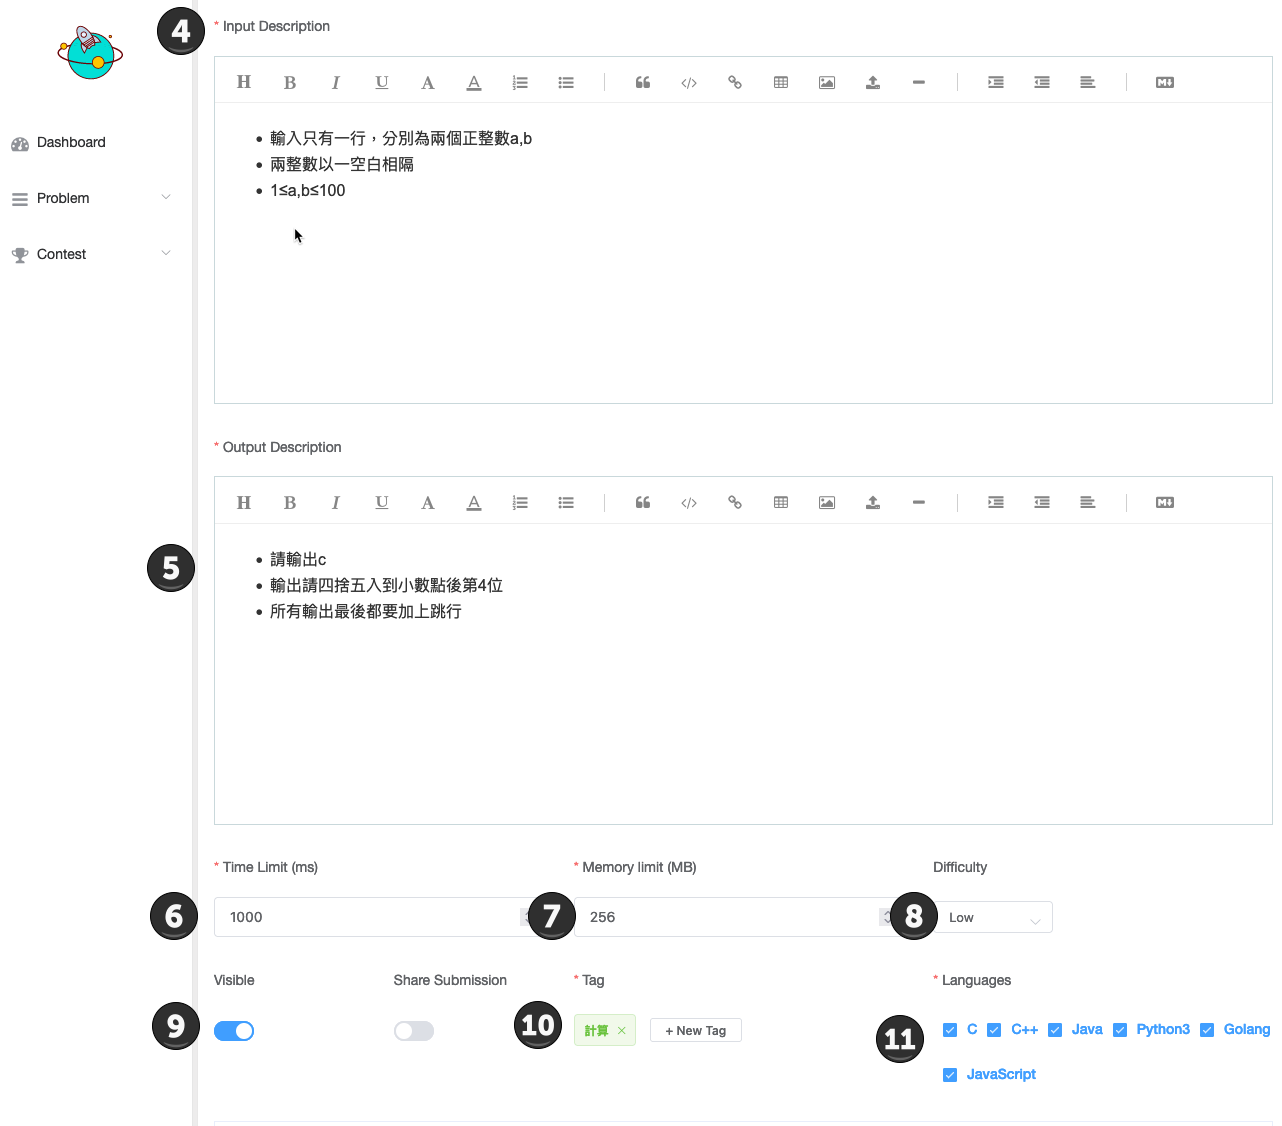 4
* Input Description
H B I U A A
輸入只有一行，分別為兩個正整數a,b
兩整數以一空白相隔
1≤a,b≤100
Dashboard
Problem
Contest
* Output Description
H B I U A A
5
請輸出c
輸出請四捨五入到小數點後第4位
所有輸出最後都要加上跳行
* Time Limit (ms) * Memory limit (MB) Difficulty
6 1000 7 256 8 Low
Visible Share Submission * Tag * Languages
9 10 計算 × + New Tag 11 C C++ Java Python3 Golang
JavaScript